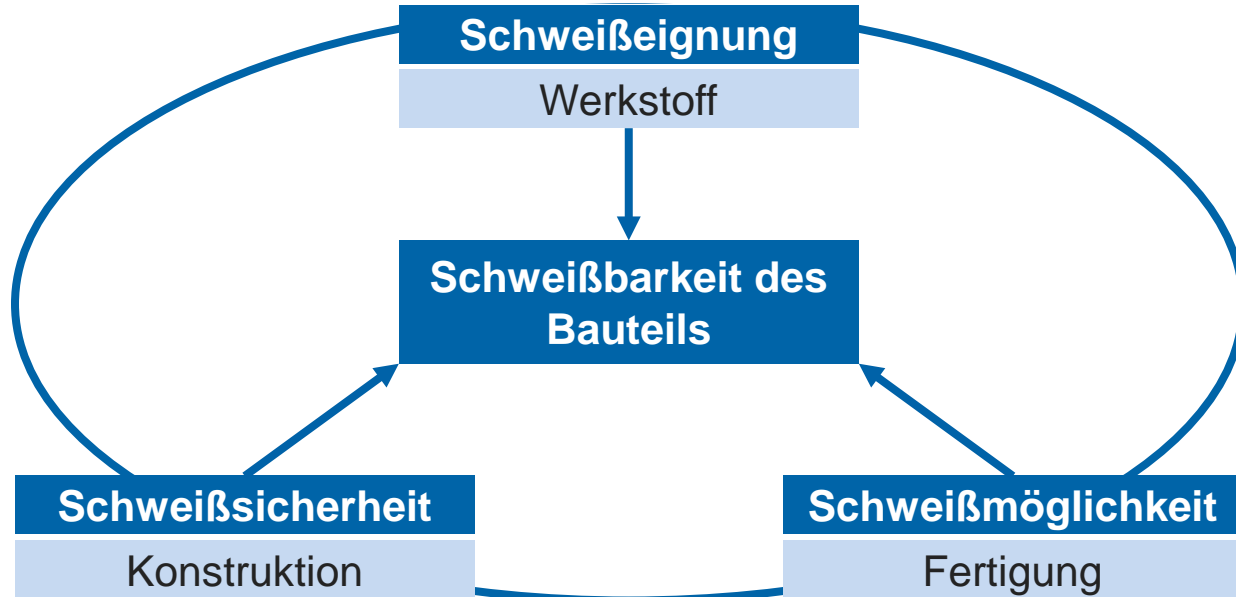 Schweißeignung
Werkstoff
Schweißbarkeit des
Bauteils
Schweißsicherheit
Konstruktion
Schweißmöglichkeit
Fertigung